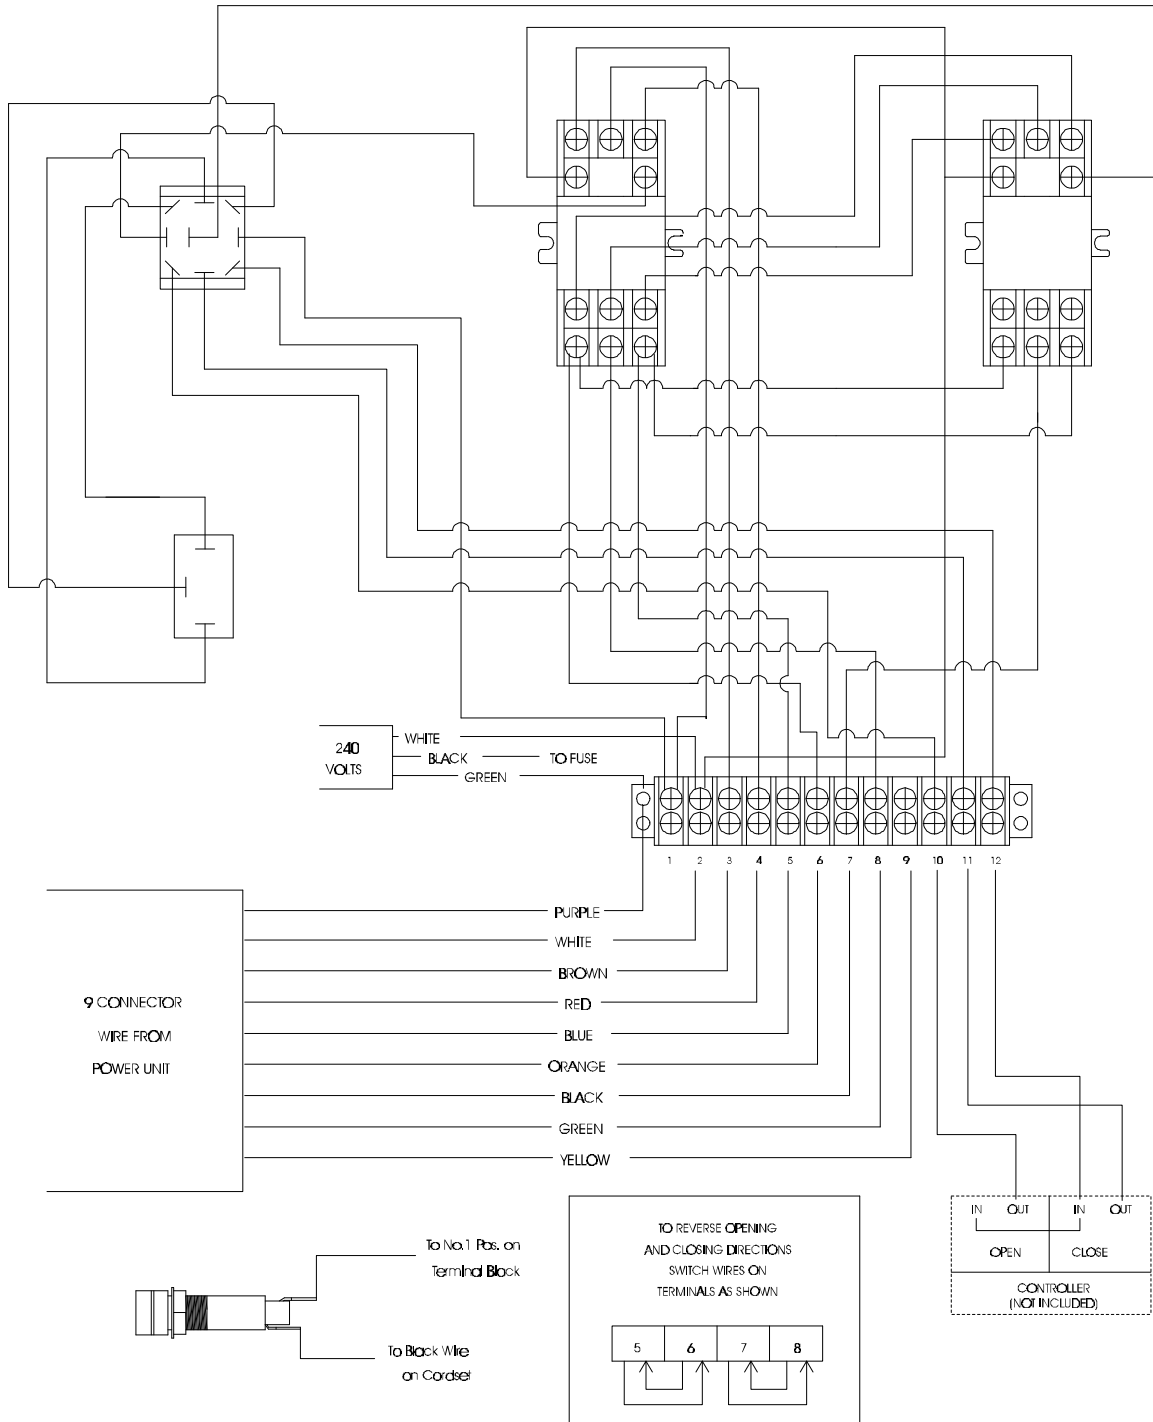 240
VOLTS
WHITE
BLACK
TO FUSE
GREEN
1 2 3 4 5 6 7 8 9 10 11 12
9 CONNECTOR
WIRE FROM
POWER UNIT
PURPLE
WHITE
BROWN
RED
BLUE
ORANGE
BLACK
GREEN
YELLOW
IN OUT IN OUT
OPEN CLOSE
CONTROLLER
(NOT INCLUDED)
To No.1 Pos. on
Terminal Block
To Black Wire
on Cordset
TO REVERSE OPENING
AND CLOSING DIRECTIONS
SWITCH WIRES ON
TERMINALS AS SHOWN
5 6 7 8